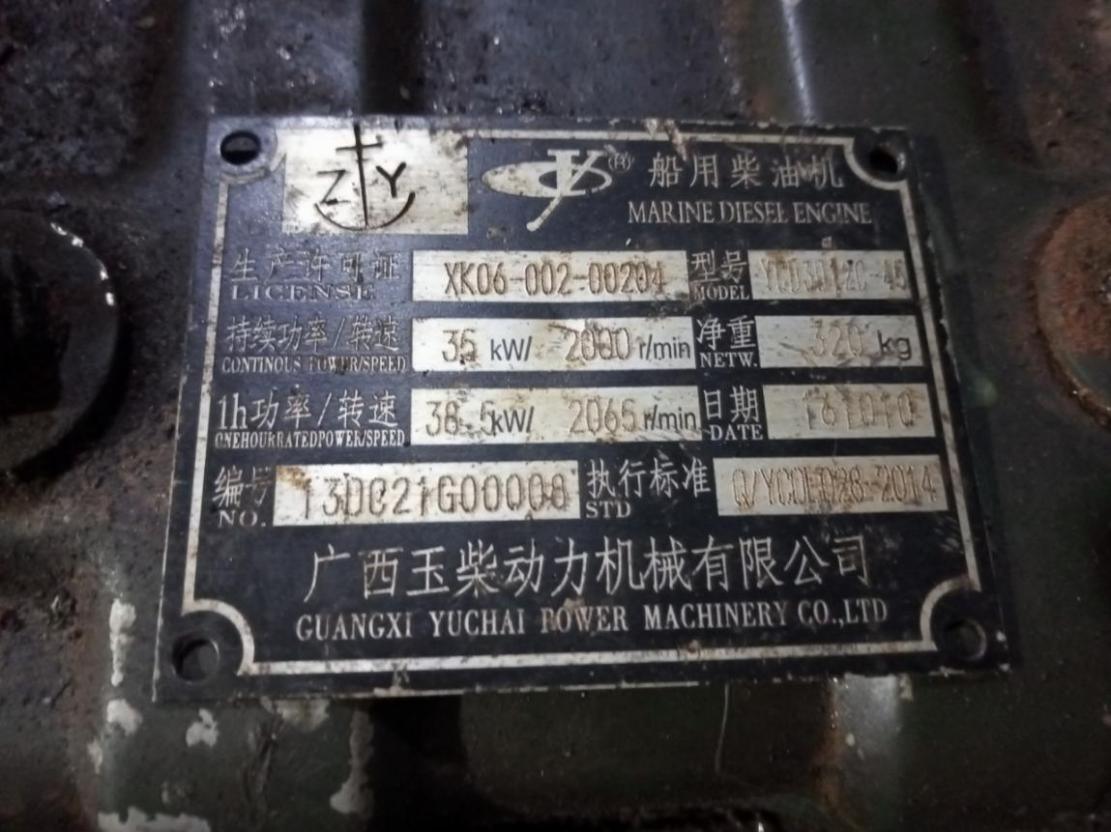 ZY
船用柴油机
MARINE DIESEL ENGINE
生产许可证 XK06-002-00204 型号
LICENSE MODEL
持续功率/转速 35 kW/ 2000 r/min 净重 320 kg
CONTINOUS POWER/SPEED NETW.
1h功率/转速 38.5kW/ 2065r/min 日期 161010
ONEHOURRATEDPOWER/SPEED DATE
编号 13DC21G00008 执行标准
NO. STD
广西玉柴动力机械有限公司
GUANGXI YUCHAI POWER MACHINERY CO.,LTD